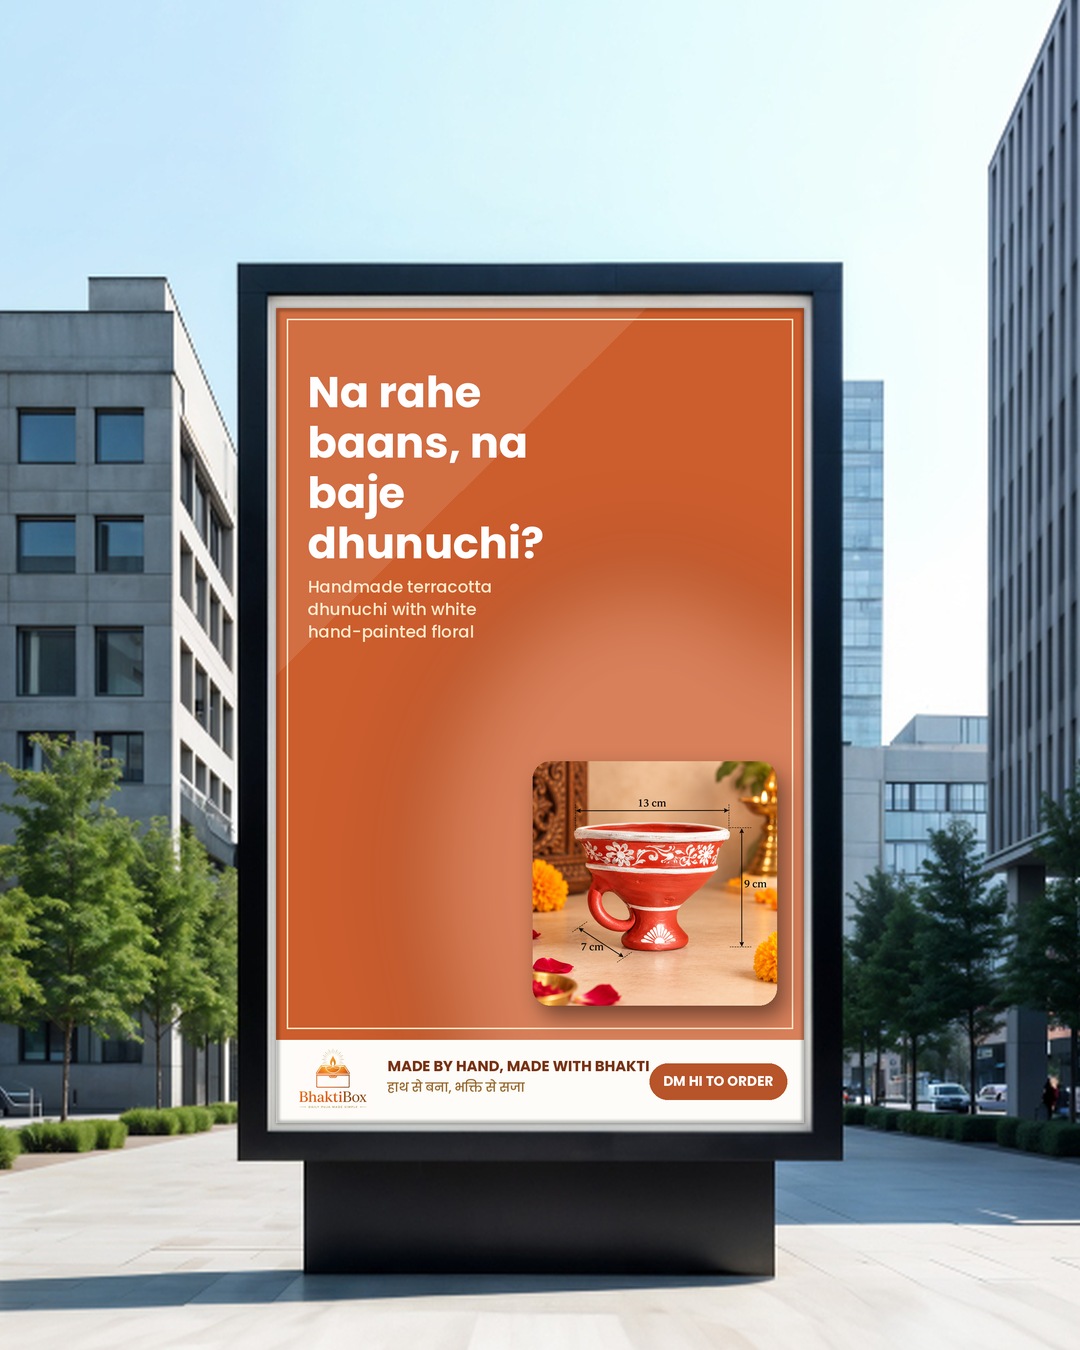 Na rahe
baans, na
baje
dhunuchi?
Handmade terracotta
dhunuchi with white
hand-painted floral
13 cm
9 cm
7 cm
BhaktiBox
MADE BY HAND, MADE WITH BHAKTI
हाथ से बना, भक्ति से सजा
DM HI TO ORDER